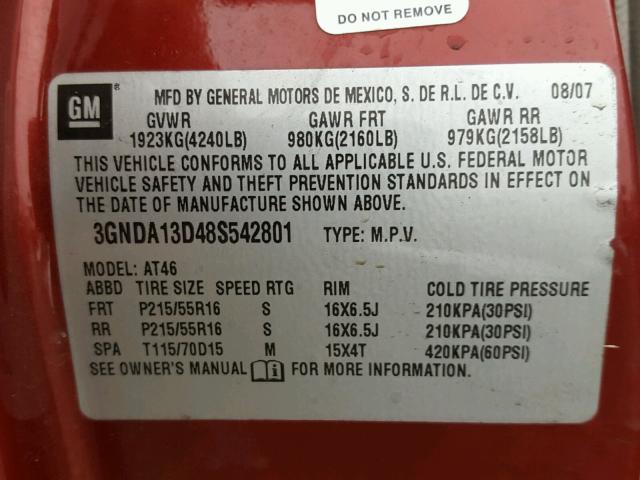 DO NOT REMOVE
GM ® MFD BY GENERAL MOTORS DE MEXICO, S. DE R.L. DE C.V. 08/07
GVWR GAWR FRT GAWR RR
1923KG(4240LB) 980KG(2160LB) 979KG(2158LB)
THIS VEHICLE CONFORMS TO ALL APPLICABLE U.S. FEDERAL MOTOR
VEHICLE SAFETY AND THEFT PREVENTION STANDARDS IN EFFECT ON
THE DATE OF MANUFACTURE SHOWN ABOVE.
3GNDA13D48S542801 TYPE: M.P.V.
MODEL: AT46
ABBD TIRE SIZE SPEED RTG RIM COLD TIRE PRESSURE
FRT P215/55R16 S 16X6.5J 210KPA(30PSI)
RR P215/55R16 S 16X6.5J 210KPA(30PSI)
SPA T115/70D15 M 15X4T 420KPA(60PSI)
SEE OWNER'S MANUAL FOR MORE INFORMATION.